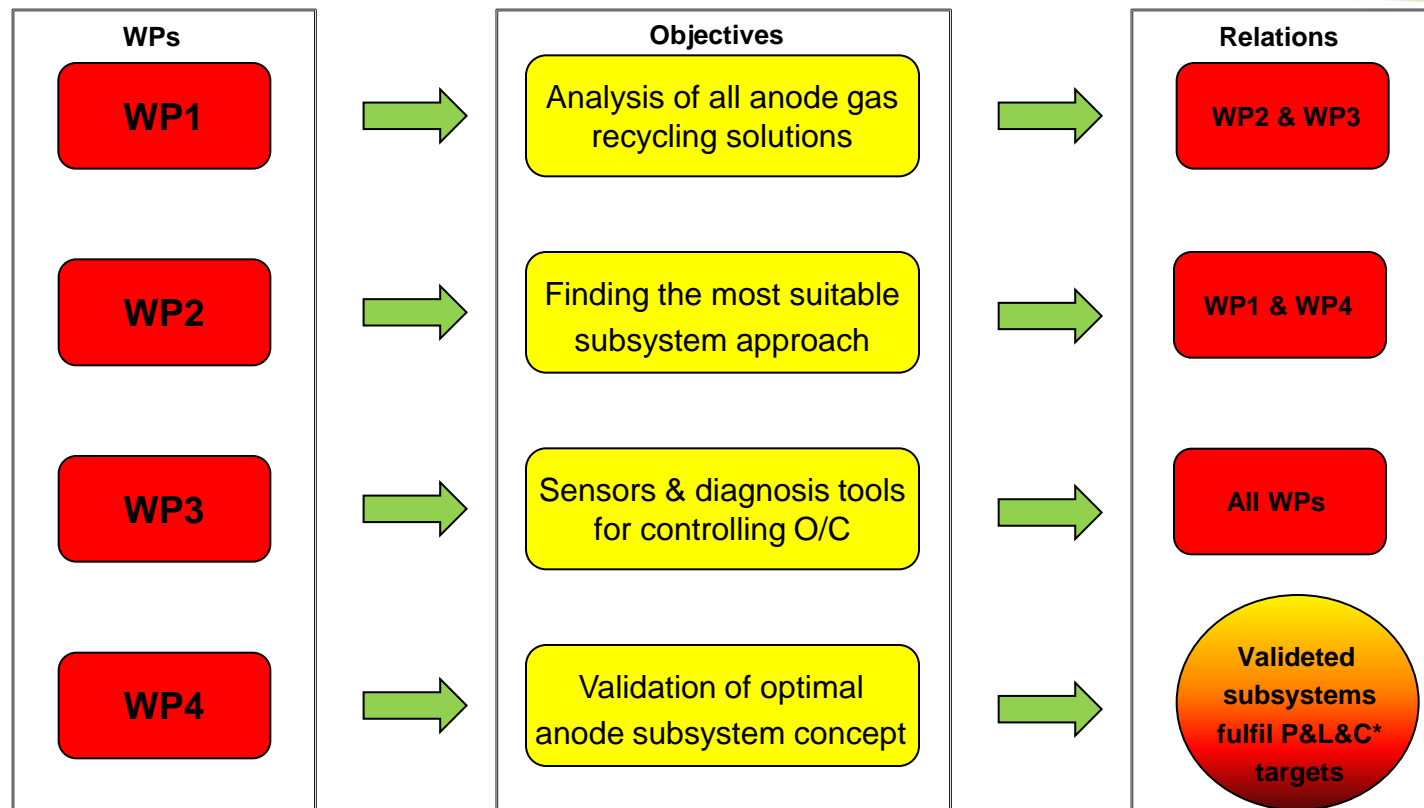 WPs
Objectives
Relations
WP1
Analysis of all anode gas
recycling solutions
WP2 & WP3
WP2
Finding the most suitable
subsystem approach
WP1 & WP4
WP3
Sensors & diagnosis tools
for controlling O/C
All WPs
WP4
Validation of optimal
anode subsystem concept
Valideted
subsystems
fulfil P&L&C*
targets